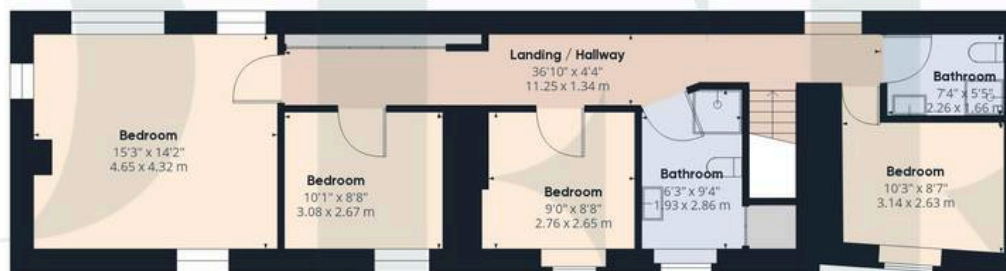 Landing / Hallway
36'10" x 4'4"
11.25 x 1.34 m
Bathroom
7'4" x 5'5"
2.26 x 1.66 m
Bedroom
15'3" x 14'2"
4.65 x 4.32 m
Bedroom
10'1" x 8'8"
3.08 x 2.67 m
Bedroom
9'0" x 8'8"
2.76 x 2.65 m
Bathroom
6'3" x 9'4"
1.93 x 2.86 m
Bedroom
10'3" x 8'7"
3.14 x 2.63 m